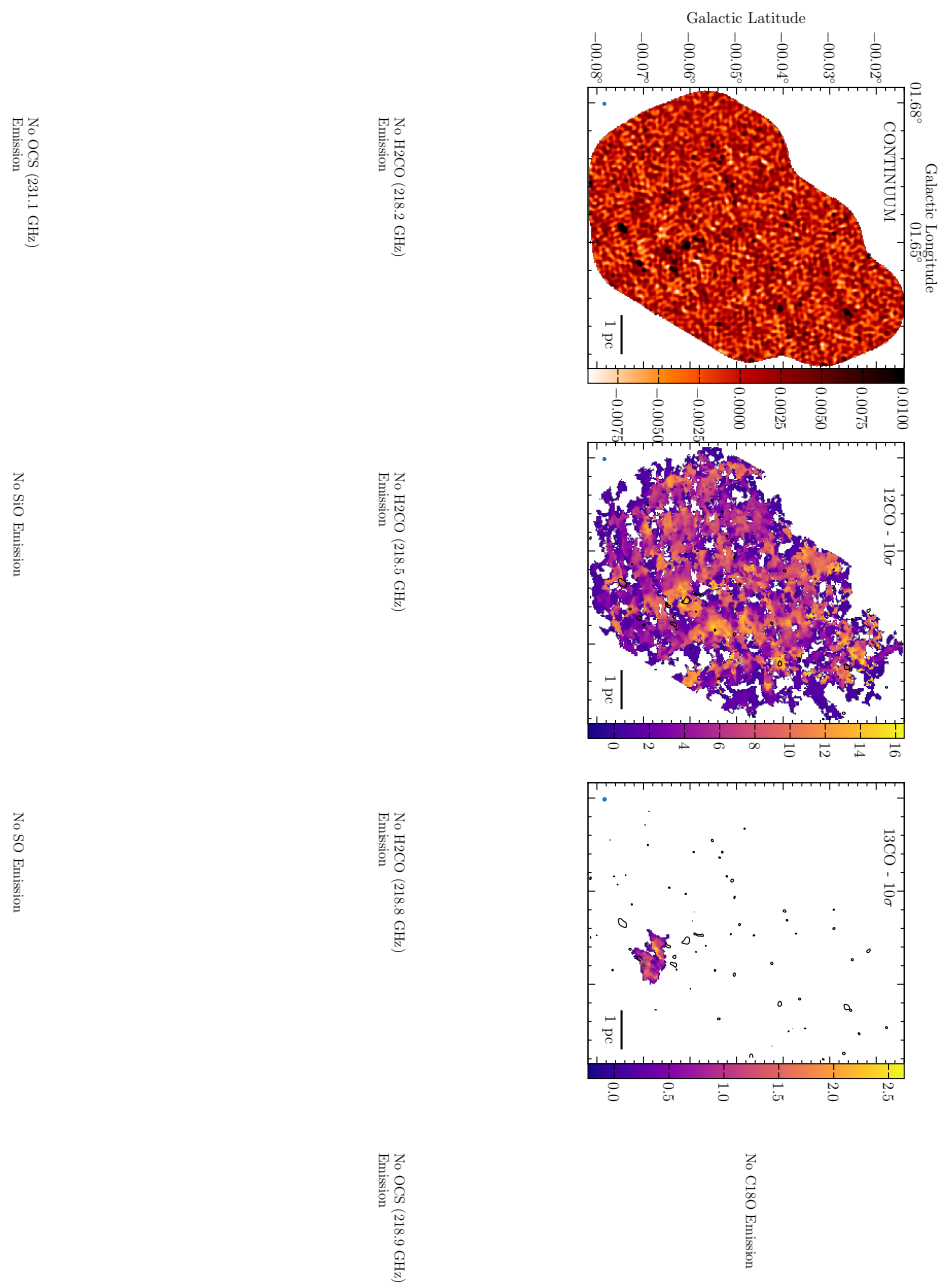 Galactic Longitude
01.68°
01.65°
Galactic Latitude
−00.02°
−00.03°
−00.04°
−00.05°
−00.06°
−00.07°
−00.08°
CONTINUUM
1 pc
0.0100
0.0075
0.0050
0.0025
0.0000
−0.0025
−0.0050
−0.0075
12CO - 10σ
1 pc
16
14
12
10
8
6
4
2
0
13CO - 10σ
1 pc
2.5
2.0
1.5
1.0
0.5
0.0
No C18O Emission
No H2CO (218.2 GHz)
Emission
No H2CO (218.5 GHz)
Emission
No H2CO (218.8 GHz)
Emission
No OCS (218.9 GHz)
Emission
No OCS (231.1 GHz)
Emission
No SiO Emission
No SO Emission